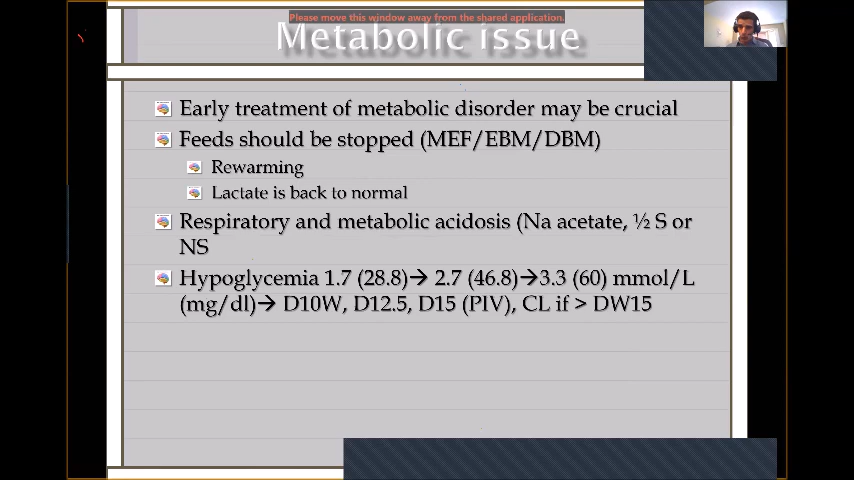 Please move this window away from the shared application.
Metabolic issue
Early treatment of metabolic disorder may be crucial
Feeds should be stopped (MEF/EBM/DBM)
Rewarming
Lactate is back to normal
Respiratory and metabolic acidosis (Na acetate, ½ S or
NS
Hypoglycemia 1.7 (28.8)→ 2.7 (46.8)→3.3 (60) mmol/L
(mg/dl)→ D10W, D12.5, D15 (PIV), CL if > DW15